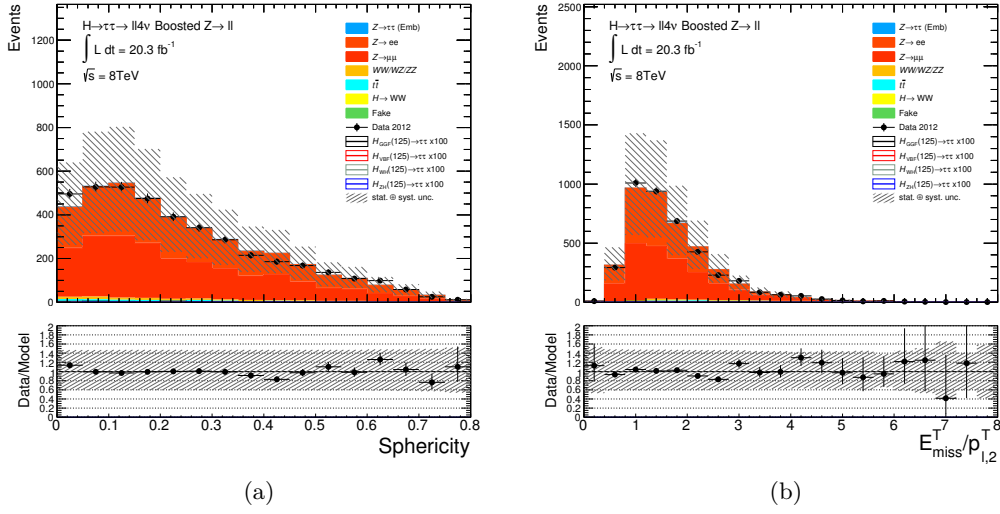 Events
1200
1000
800
600
400
200
0
H→ττ→ ll4ν Boosted Z→ ll
∫ L dt = 20.3 fb⁻¹
√s = 8TeV
Z→ττ (Emb)
Z→ ee
Z→μμ
WW/WZ/ZZ
tt̄
H→ WW
Fake
Data 2012
H_GGF(125)→ττ x100
H_VBF(125)→ττ x100
H_WH(125)→ττ x100
H_ZH(125)→ττ x100
stat. ⊕ syst. unc.
Data/Model
2
1.8
1.6
1.4
1.2
1
0.8
0.6
0.4
0.2
0
0 0.1 0.2 0.3 0.4 0.5 0.6 0.7 0.8
Sphericity
(a)
Events
2500
2000
1500
1000
500
0
H→ττ→ ll4ν Boosted Z→ ll
∫ L dt = 20.3 fb⁻¹
√s = 8TeV
Z→ττ (Emb)
Z→ ee
Z→μμ
WW/WZ/ZZ
tt̄
H→ WW
Fake
Data 2012
H_GGF(125)→ττ x100
H_VBF(125)→ττ x100
H_WH(125)→ττ x100
H_ZH(125)→ττ x100
stat. ⊕ syst. unc.
Data/Model
2
1.8
1.6
1.4
1.2
1
0.8
0.6
0.4
0.2
0
0 1 2 3 4 5 6 7 8
E^T_miss/p^T_l,2
(b)